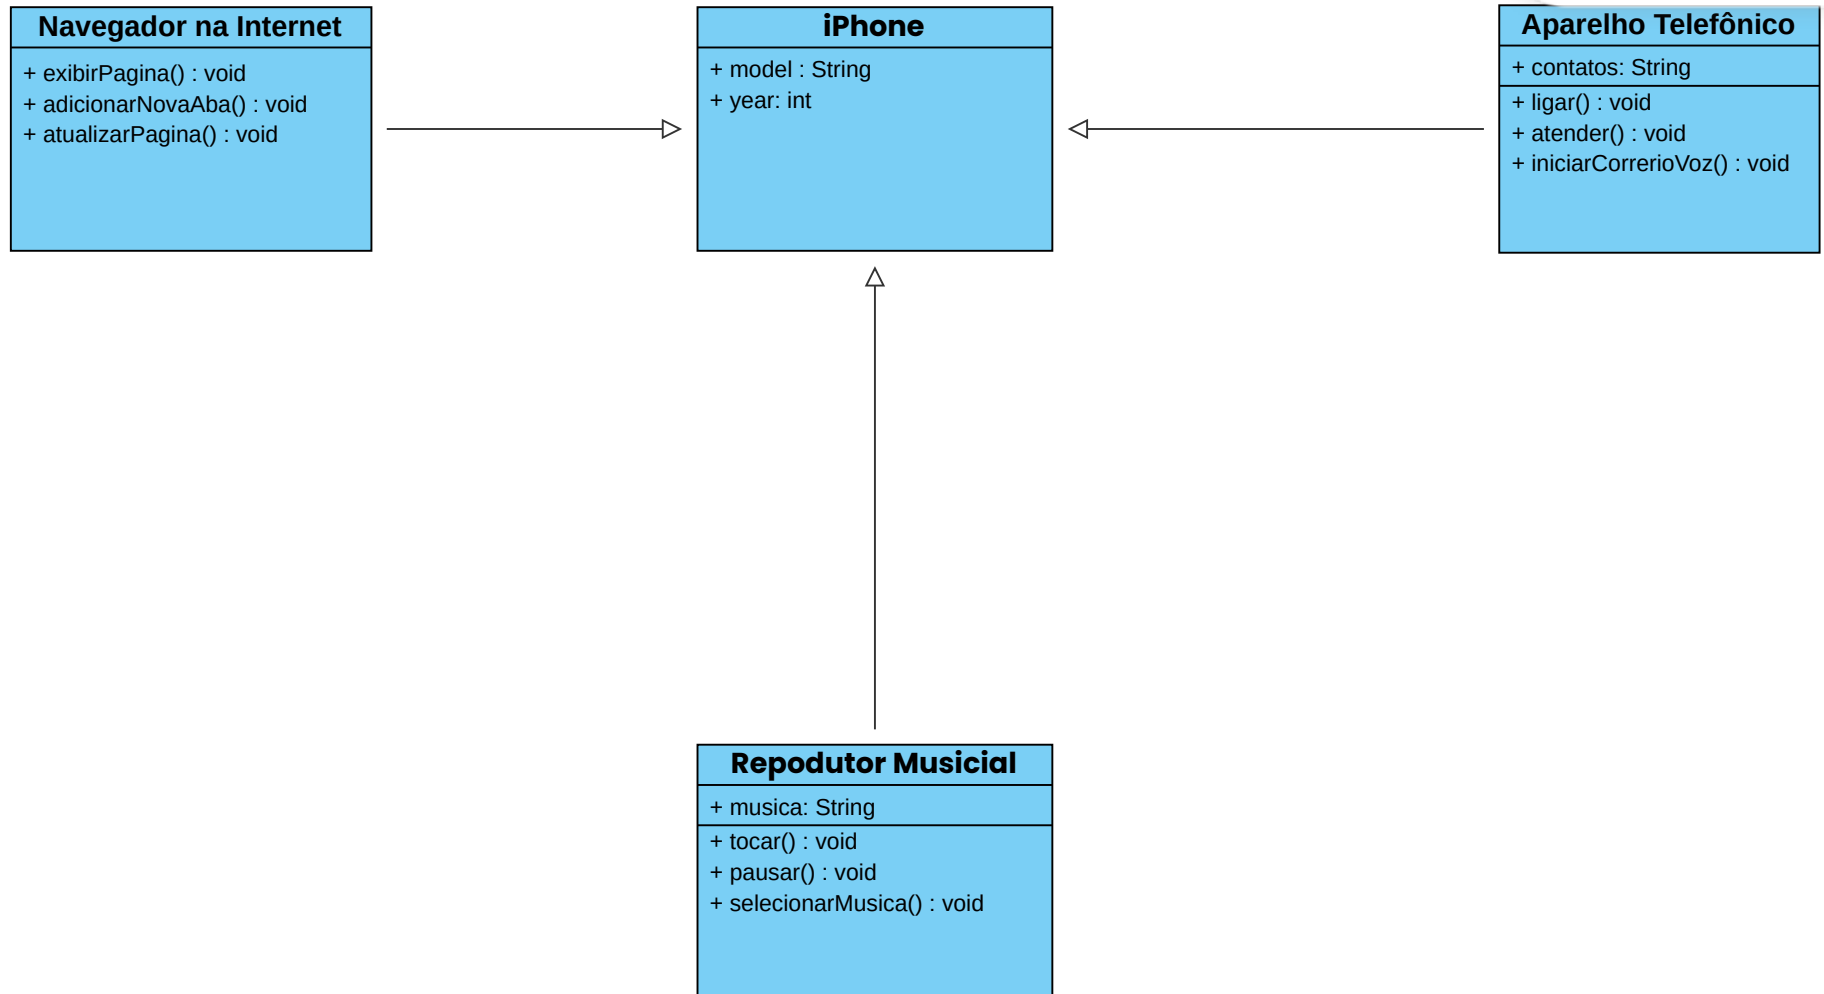 Navegador na Internet
+ exibirPagina() : void
+ adicionarNovaAba() : void
+ atualizarPagina() : void
iPhone
+ model : String
+ year: int
Aparelho Telefônico
+ contatos: String
+ ligar() : void
+ atender() : void
+ iniciarCorrerioVoz() : void
Repodutor Musicial
+ musica: String
+ tocar() : void
+ pausar() : void
+ selecionarMusica() : void